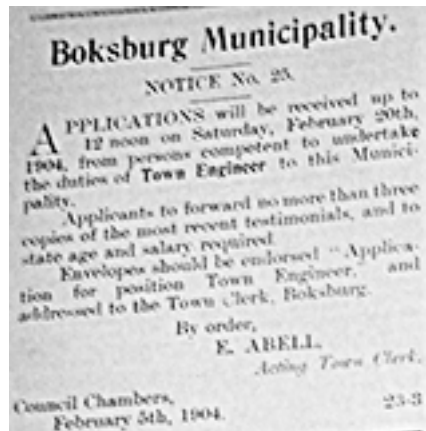 Boksburg Municipality.
NOTICE No. 25.
APPLICATIONS will be received up to
12 noon on Saturday, February 20th,
1904, from persons competent to undertake
the duties of Town Engineer to this Munici-
pality.
Applicants to forward no more than three
copies of the most recent testimonials, and to
state age and salary required.
Envelopes should be endorsed "Applica-
tion for position Town Engineer," and
addressed to the Town Clerk, Boksburg.
By order,
E. ABELL,
Acting Town Clerk.
Council Chambers,
February 5th, 1904.
23-3